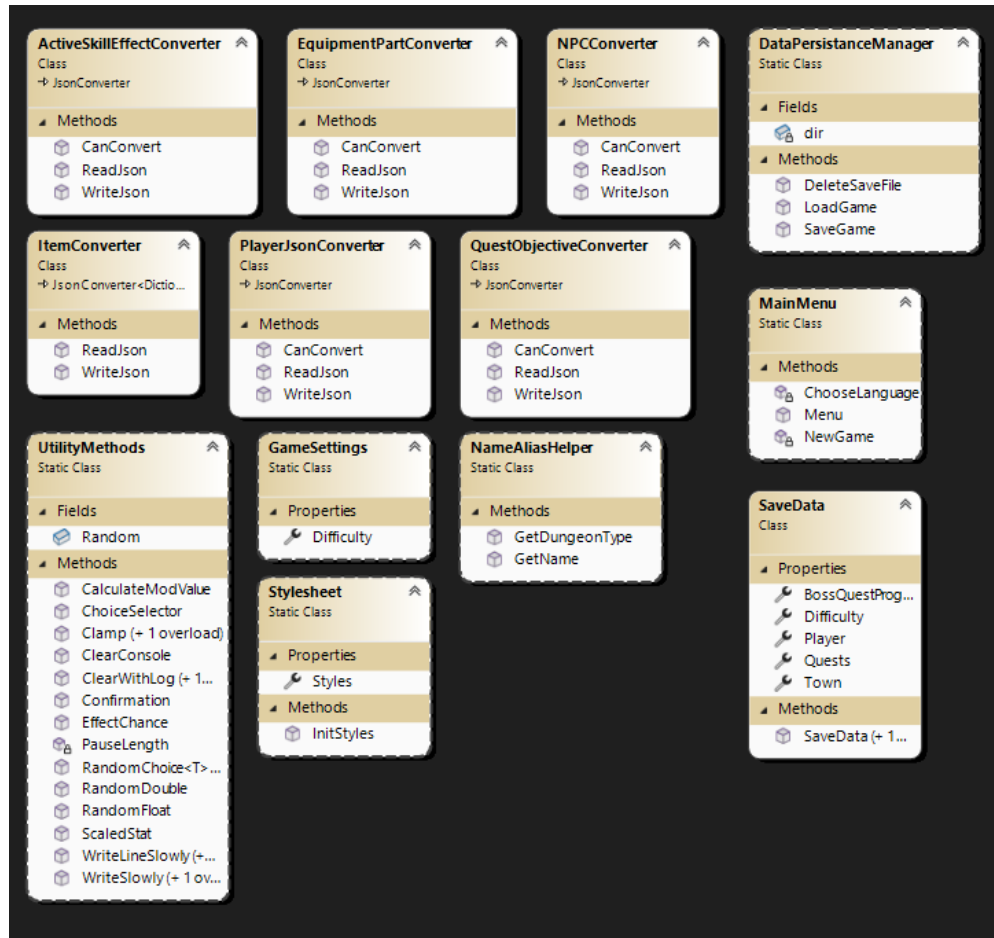 ActiveSkillEffectConverter
Class
JsonConverter
Methods
CanConvert
ReadJson
WriteJson
EquipmentPartConverter
Class
JsonConverter
Methods
CanConvert
ReadJson
WriteJson
NPCConverter
Class
JsonConverter
Methods
CanConvert
ReadJson
WriteJson
DataPersistanceManager
Static Class
Fields
dir
Methods
DeleteSaveFile
LoadGame
SaveGame
ItemConverter
Class
JsonConverter<Dictio...
Methods
ReadJson
WriteJson
PlayerJsonConverter
Class
JsonConverter
Methods
CanConvert
ReadJson
WriteJson
QuestObjectiveConverter
Class
JsonConverter
Methods
CanConvert
ReadJson
WriteJson
MainMenu
Static Class
Methods
ChooseLanguage
Menu
NewGame
UtilityMethods
Static Class
Fields
Random
Methods
CalculateModValue
ChoiceSelector
Clamp (+ 1 overload)
ClearConsole
ClearWithLog (+ 1...
Confirmation
EffectChance
PauseLength
RandomChoice<T>...
RandomDouble
RandomFloat
ScaledStat
WriteLineSlowly (+...
WriteSlowly (+ 1 ov...
GameSettings
Static Class
Properties
Difficulty
NameAliasHelper
Static Class
Methods
GetDungeonType
GetName
Stylesheet
Static Class
Properties
Styles
Methods
InitStyles
SaveData
Class
Properties
BossQuestProg...
Difficulty
Player
Quests
Town
Methods
SaveData (+ 1...